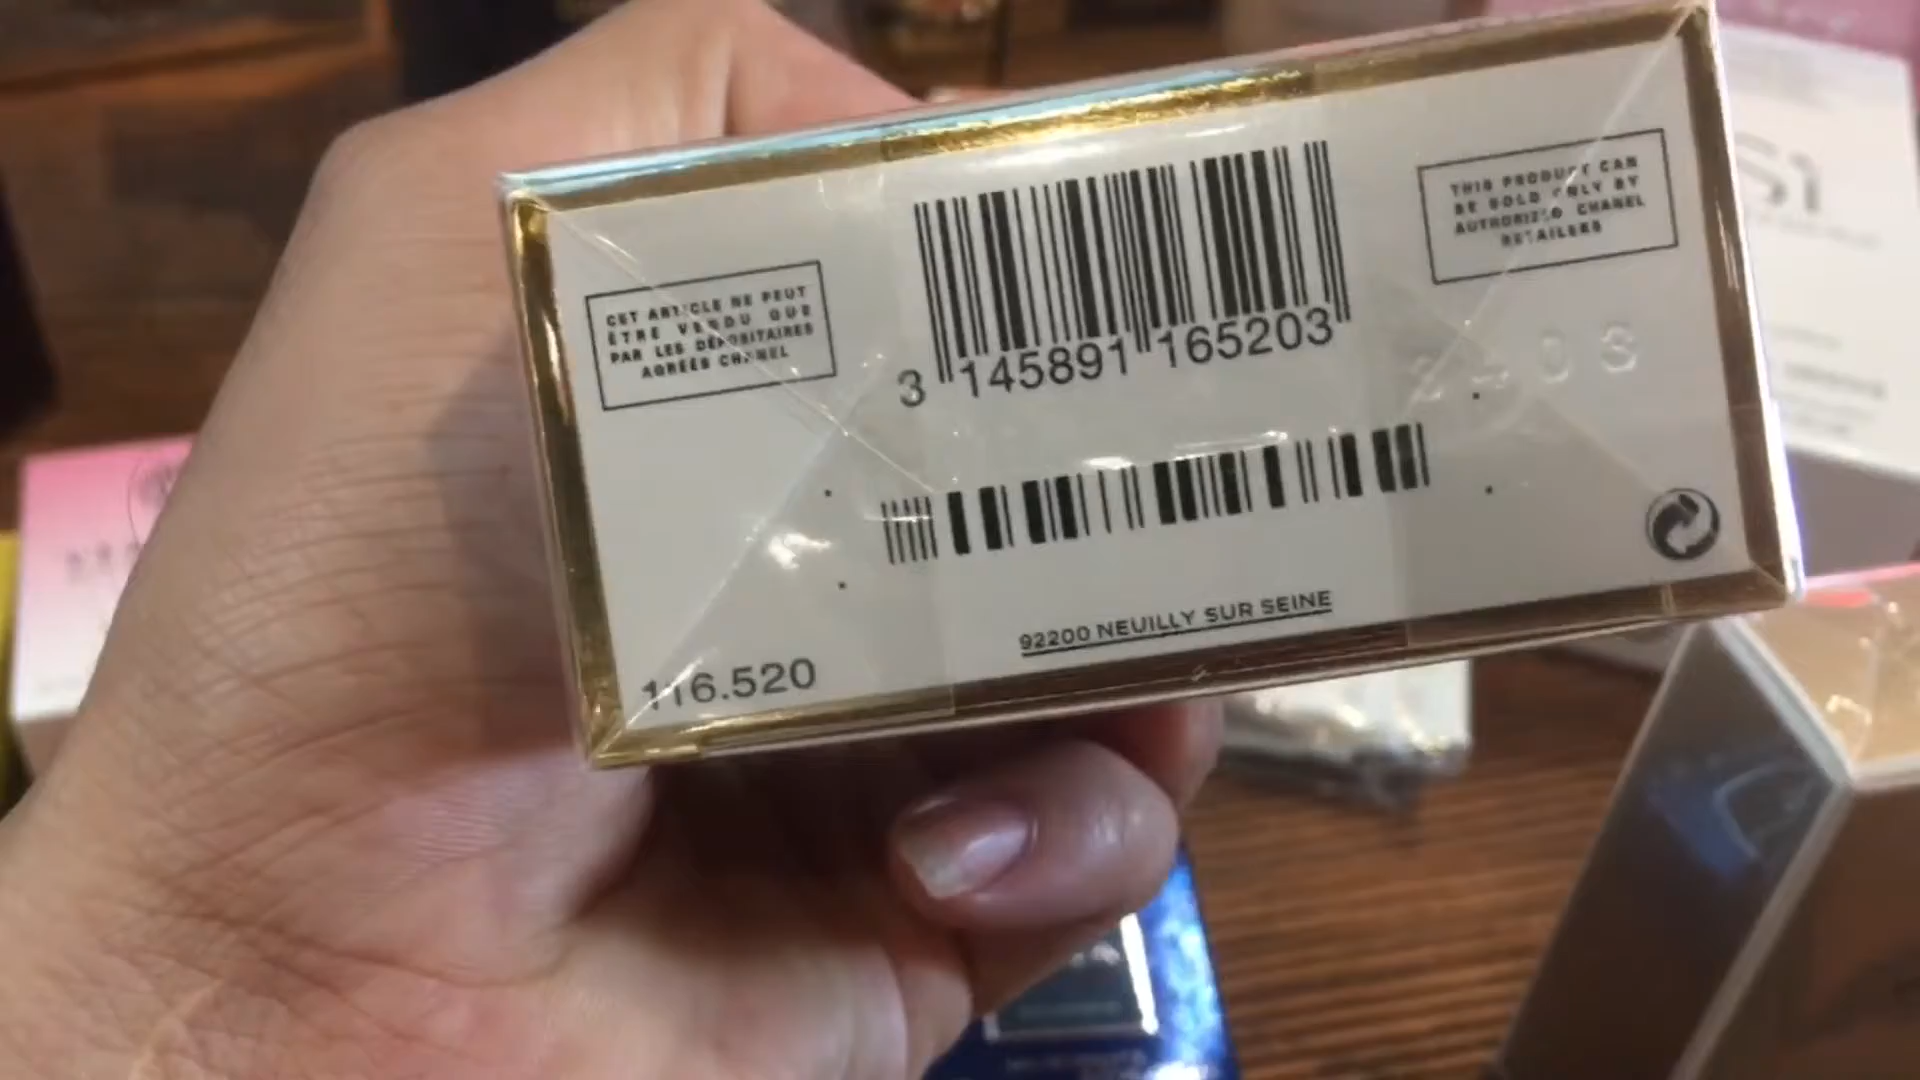 CET ARTICLE NE PEUT
ÊTRE VENDU QUE
PAR LES DÉPOSITAIRES
AGRÉÉS CHANEL
3 145891 165203
THIS PRODUCT CAN
BE SOLD ONLY BY
AUTHORIZED CHANEL
RETAILERS
92200 NEUILLY SUR SEINE
116.520